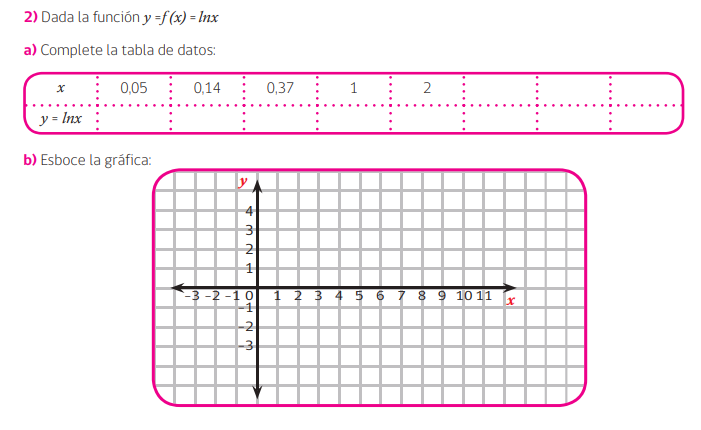 2) Dada la función y =f (x) = lnx
a) Complete la tabla de datos:
x 0,05 0,14 0,37 1 2
y = lnx
b) Esboce la gráfica:
y
4
3
2
1
-3 -2 -1 0 1 2 3 4 5 6 7 8 9 10 11 x
-1
-2
-3